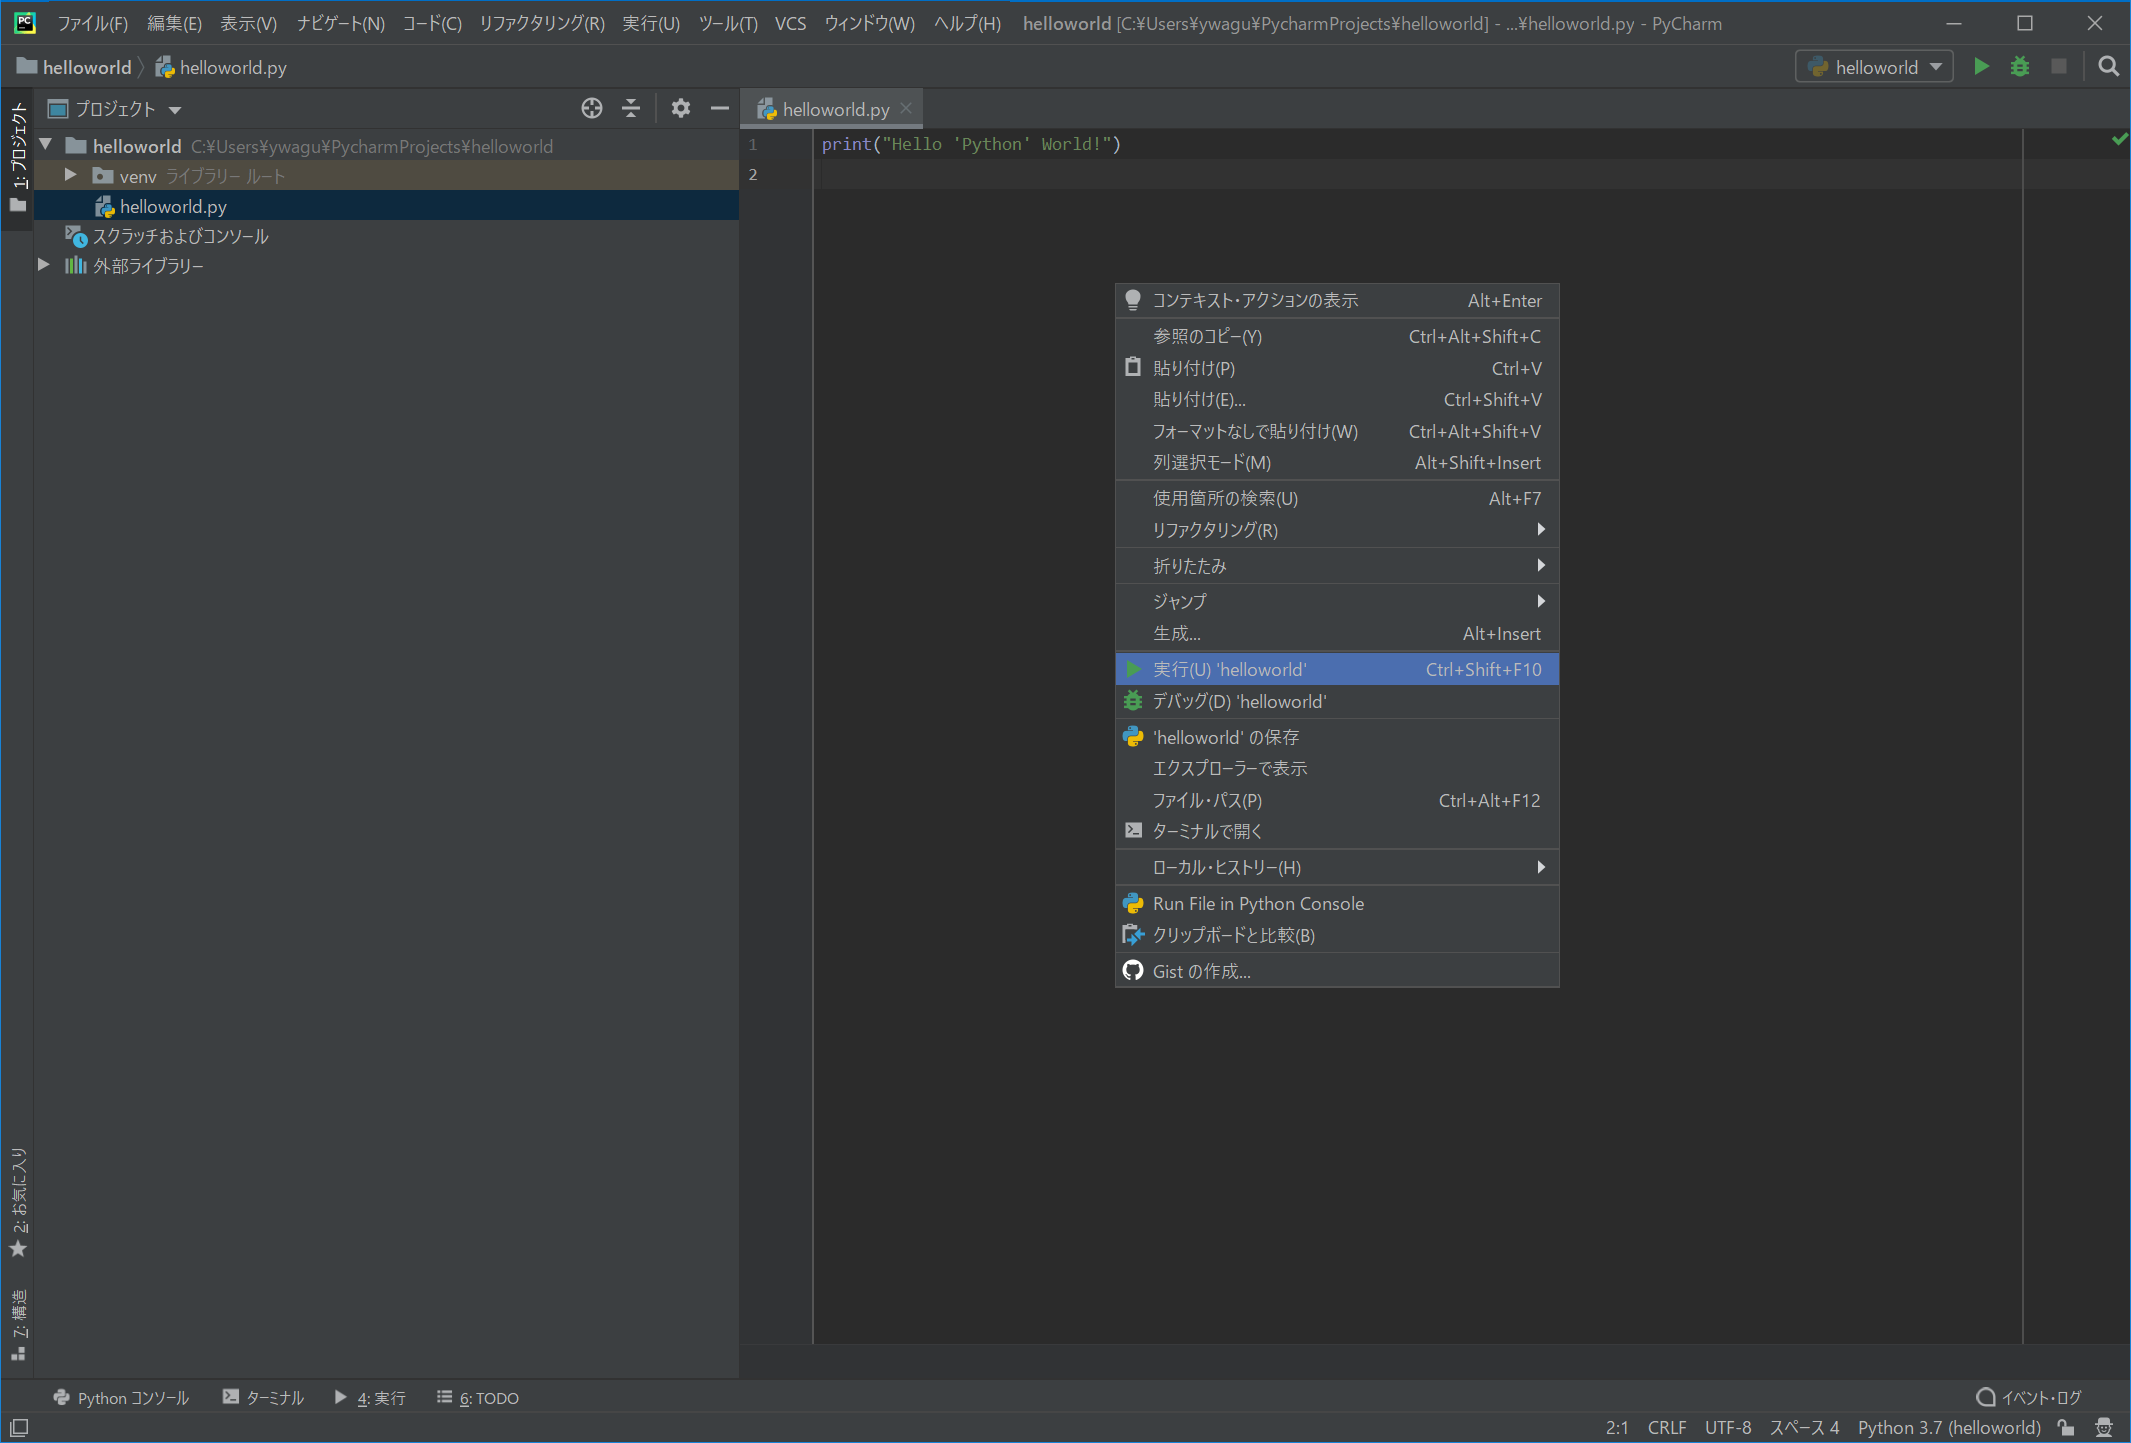 PC ファイル(F) 編集(E) 表示(V) ナビゲート(N) コード(C) リファクタリング(R) 実行(U) ツール(T) VCS ウィンドウ(W) ヘルプ(H) helloworld [C:¥Users¥ywagu¥PycharmProjects¥helloworld] - ...¥helloworld.py - PyCharm
helloworld helloworld.py helloworld
1: プロジェクト
プロジェクト
helloworld C:¥Users¥ywagu¥PycharmProjects¥helloworld
venv ライブラリー ルート
helloworld.py
スクラッチおよびコンソール
外部ライブラリー
2: お気に入り
7: 構造
helloworld.py
1 print("Hello 'Python' World!")
2
コンテキスト・アクションの表示 Alt+Enter
参照のコピー(Y) Ctrl+Alt+Shift+C
貼り付け(P) Ctrl+V
貼り付け(E)... Ctrl+Shift+V
フォーマットなしで貼り付け(W) Ctrl+Alt+Shift+V
列選択モード(M) Alt+Shift+Insert
使用箇所の検索(U) Alt+F7
リファクタリング(R)
折りたたみ
ジャンプ
生成... Alt+Insert
実行(U) 'helloworld' Ctrl+Shift+F10
デバッグ(D) 'helloworld'
'helloworld' の保存
エクスプローラーで表示
ファイル・パス(P) Ctrl+Alt+F12
ターミナルで開く
ローカル・ヒストリー(H)
Run File in Python Console
クリップボードと比較(B)
Gist の作成...
Python コンソール ターミナル 4: 実行 6: TODO イベント・ログ
2:1 CRLF UTF-8 スペース 4 Python 3.7 (helloworld)